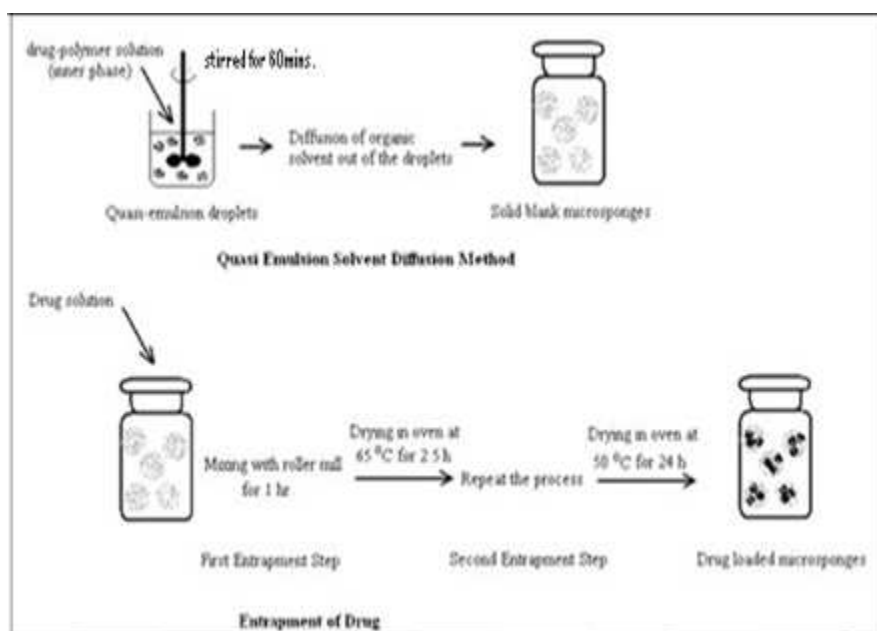 drug-polymer solution
(inner phase)
stirred for 60mins.
Diffusion of organic
solvent out of the droplets
Quasi-emulsion droplets
Solid blank microsponges
Quasi Emulsion Solvent Diffusion Method
Drug solution
Mixing with roller mill
for 1 hr
Drying in oven at
65 °C for 2.5 h
Repeat the process
Drying in oven at
50 °C for 24 h
First Entrapment Step
Second Entrapment Step
Drug loaded microsponges
Entrapment of Drug